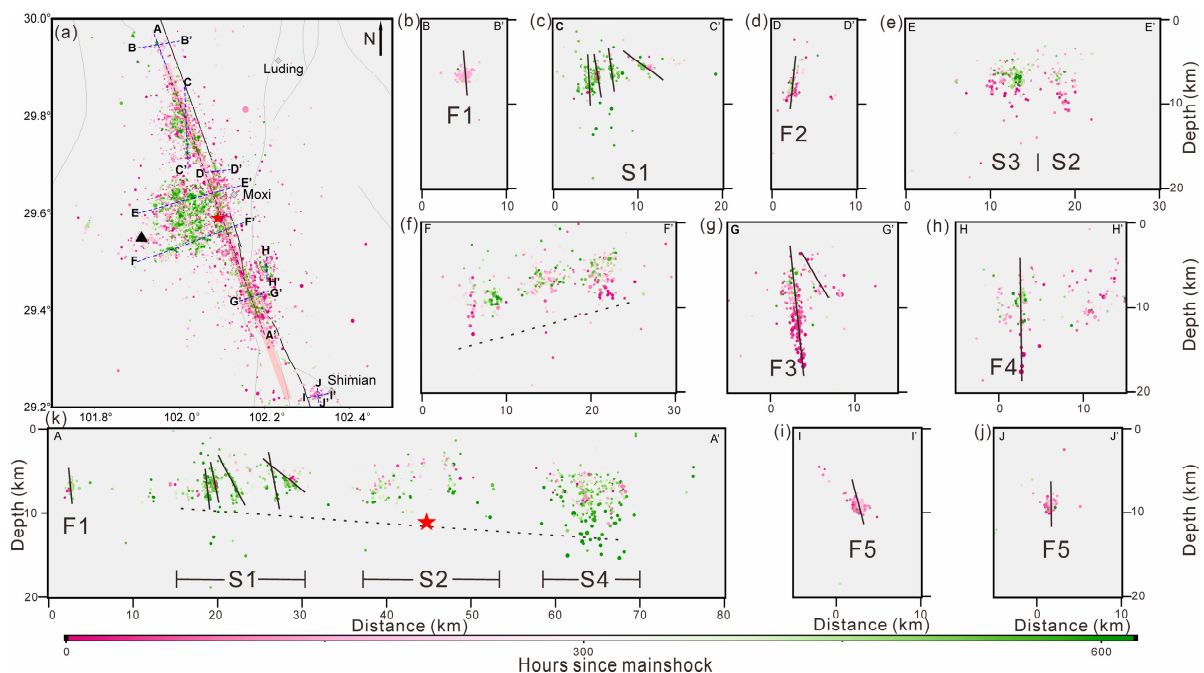 (a)
N
30.0°
29.8°
29.6°
29.4°
29.2°
101.8°
102.0°
102.2°
102.4°
A
B
B'
C
C'
D
D'
E
E'
F
F'
G
G'
H
H'
A'
I
I'
J
J'
Luding
Moxi
Shimian
(b)
B
B'
F1
0
10
(c)
C
C'
S1
0
10
20
(d)
D
D'
F2
0
10
(e)
E
E'
S3 | S2
0
10
20
30
0
10
20
Depth (km)
(f)
F
F'
0
10
20
30
(g)
G
G'
F3
0
10
(h)
H
H'
F4
0
10
0
10
20
Depth (km)
(k)
A
A'
F1
S1
S2
S4
0
10
20
Depth (km)
0
10
20
30
40
50
60
70
80
Distance (km)
(i)
I
I'
F5
0
10
Distance (km)
(j)
J
J'
F5
0
10
Distance (km)
0
10
20
Depth (km)
0
300
600
Hours since mainshock